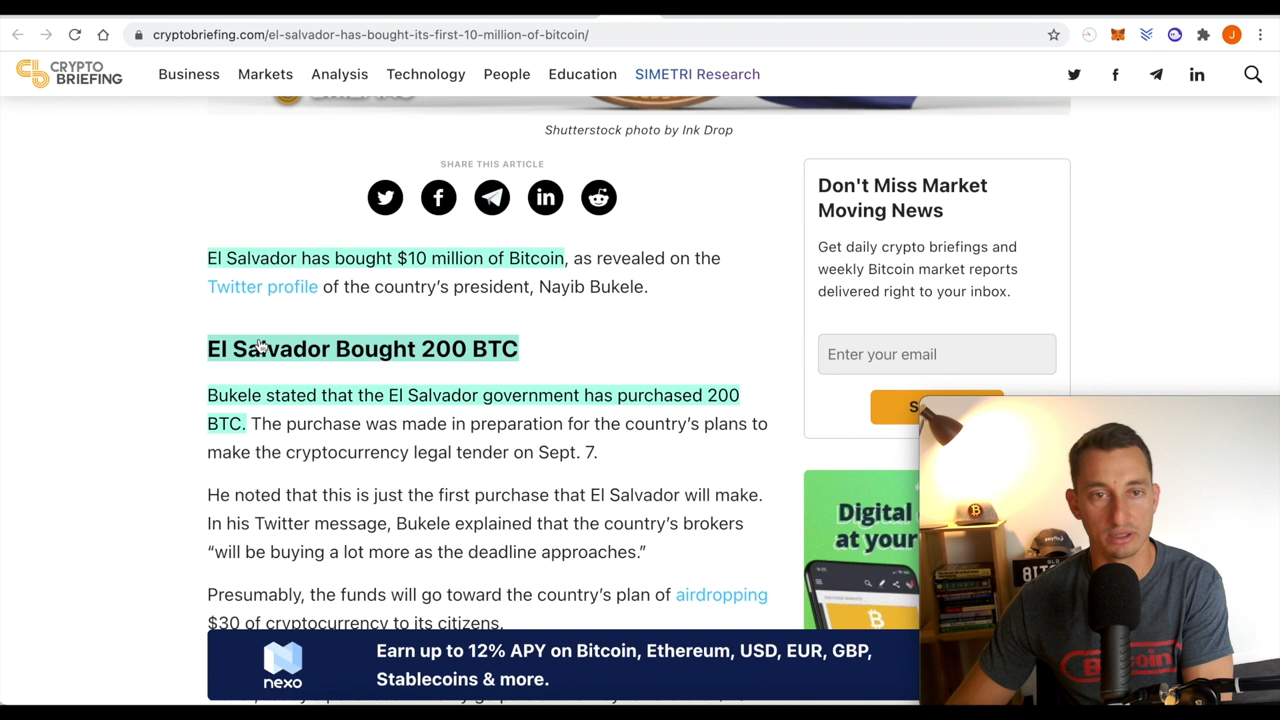 cryptobriefing.com/el-salvador-has-bought-its-first-10-million-of-bitcoin/
J
CRYPTO
BRIEFING
Business Markets Analysis Technology People Education SIMETRI Research
Shutterstock photo by Ink Drop
SHARE THIS ARTICLE
El Salvador has bought $10 million of Bitcoin, as revealed on the
Twitter profile of the country’s president, Nayib Bukele.
El Salvador Bought 200 BTC
Bukele stated that the El Salvador government has purchased 200
BTC. The purchase was made in preparation for the country’s plans to
make the cryptocurrency legal tender on Sept. 7.
He noted that this is just the first purchase that El Salvador will make.
In his Twitter message, Bukele explained that the country’s brokers
“will be buying a lot more as the deadline approaches.”
Presumably, the funds will go toward the country’s plan of airdropping
$30 of cryptocurrency to its citizens.
Don't Miss Market
Moving News
Get daily crypto briefings and
weekly Bitcoin market reports
delivered right to your inbox.
Enter your email
Digital
at your
nexo
Earn up to 12% APY on Bitcoin, Ethereum, USD, EUR, GBP,
Stablecoins & more.
8IT